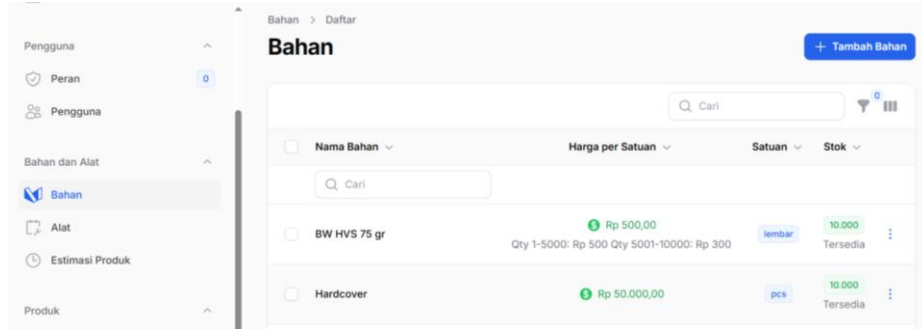 Pengguna
Peran 0
Pengguna
Bahan dan Alat
Bahan
Alat
Estimasi Produk
Produk
Bahan > Daftar
Bahan
+ Tambah Bahan
Cari
0
Nama Bahan Harga per Satuan Satuan Stok
Cari
BW HVS 75 gr Rp 500,00 lembar 10.000
Qty 1-5000: Rp 500 Qty 5001-10000: Rp 300 Tersedia
Hardcover Rp 50.000,00 pcs 10.000
Tersedia